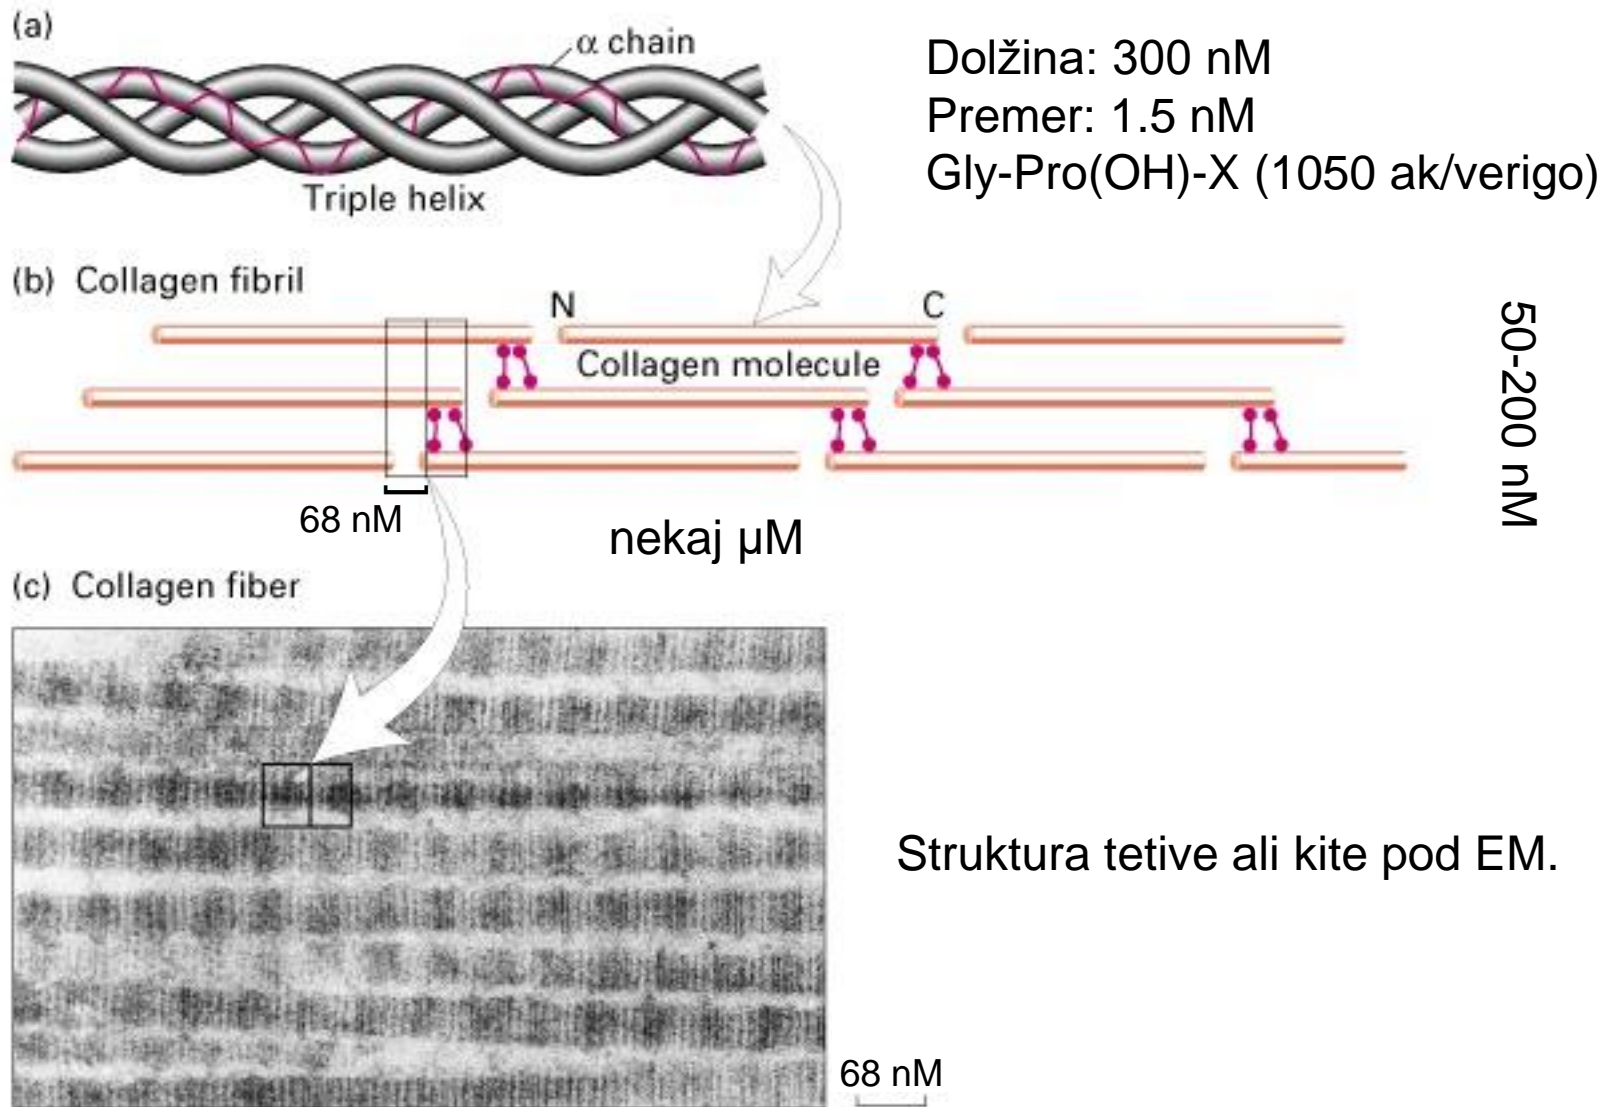 (a)
α chain
Triple helix
Dolžina: 300 nM
Premer: 1.5 nM
Gly-Pro(OH)-X (1050 ak/verigo)
(b) Collagen fibril
N
C
Collagen molecule
50-200 nM
68 nM
nekaj µM
(c) Collagen fiber
Struktura tetive ali kite pod EM.
68 nM